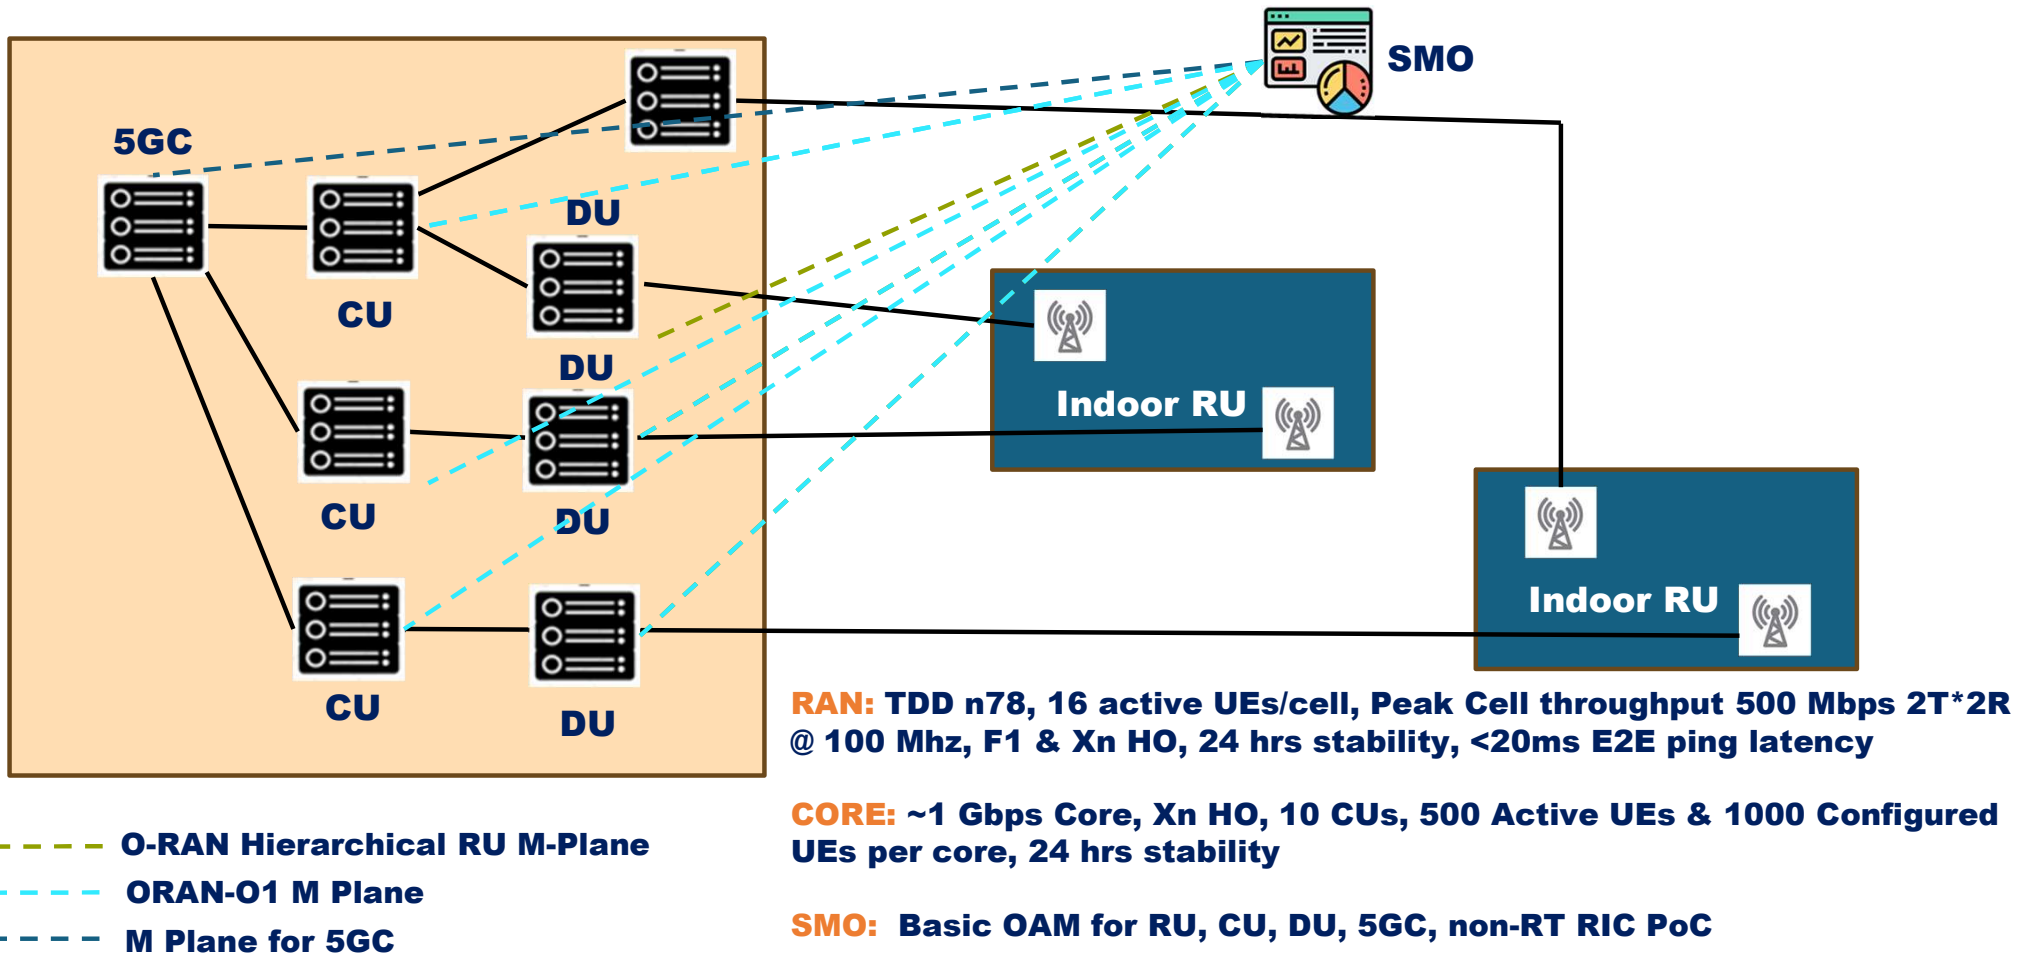 SMO
5GC
DU
CU
DU
Indoor RU
CU
DU
Indoor RU
CU
DU
RAN: TDD n78, 16 active UEs/cell, Peak Cell throughput 500 Mbps 2T*2R
@ 100 Mhz, F1 & Xn HO, 24 hrs stability, <20ms E2E ping latency
CORE: ~1 Gbps Core, Xn HO, 10 CUs, 500 Active UEs & 1000 Configured
UEs per core, 24 hrs stability
SMO: Basic OAM for RU, CU, DU, 5GC, non-RT RIC PoC
O-RAN Hierarchical RU M-Plane
ORAN-O1 M Plane
M Plane for 5GC